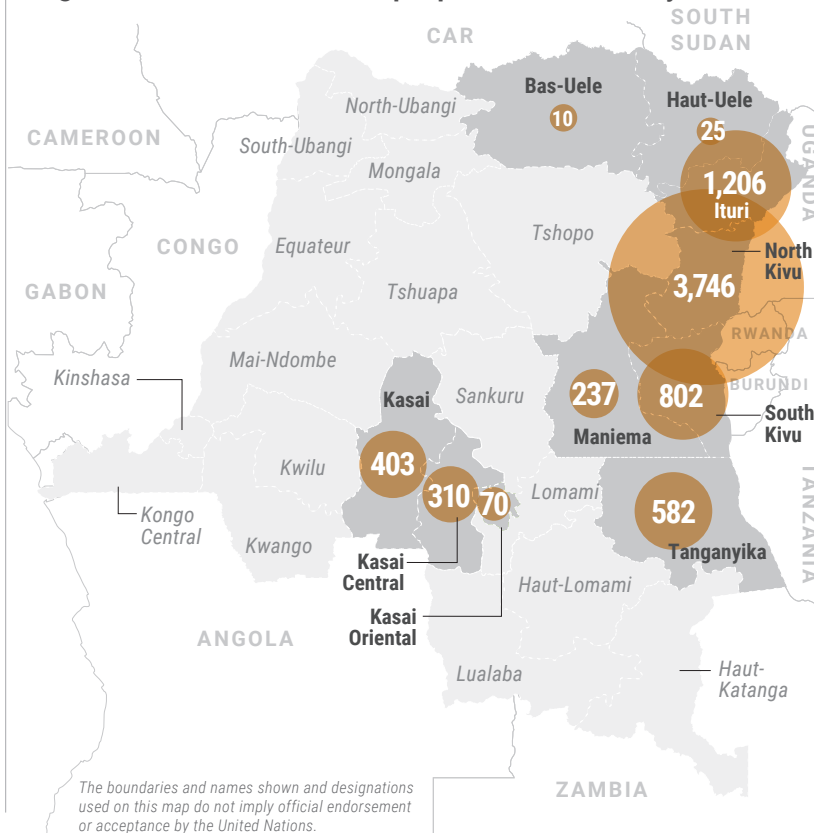 SOUTH
SUDAN
CAR
Bas-Uele
10
Haut-Uele
25
North-Ubangi
CAMEROON
South-Ubangi
Mongala
UGANDA
1,206
Ituri
CONGO
Equateur
Tshopo
North
Kivu
GABON
Tshuapa
3,746
RWANDA
Mai-Ndombe
Kinshasa
Kasai
Sankuru
237
802
BURUNDI
South
Kivu
Maniema
403
Kwilu
310
70
Lomami
582
TANZANIA
Kongo
Central
Kwango
Kasai
Central
Tanganyika
Haut-Lomami
Kasai
Oriental
ANGOLA
Lualaba
Haut-
Katanga
ZAMBIA
The boundaries and names shown and designations
used on this map do not imply official endorsement
or acceptance by the United Nations.